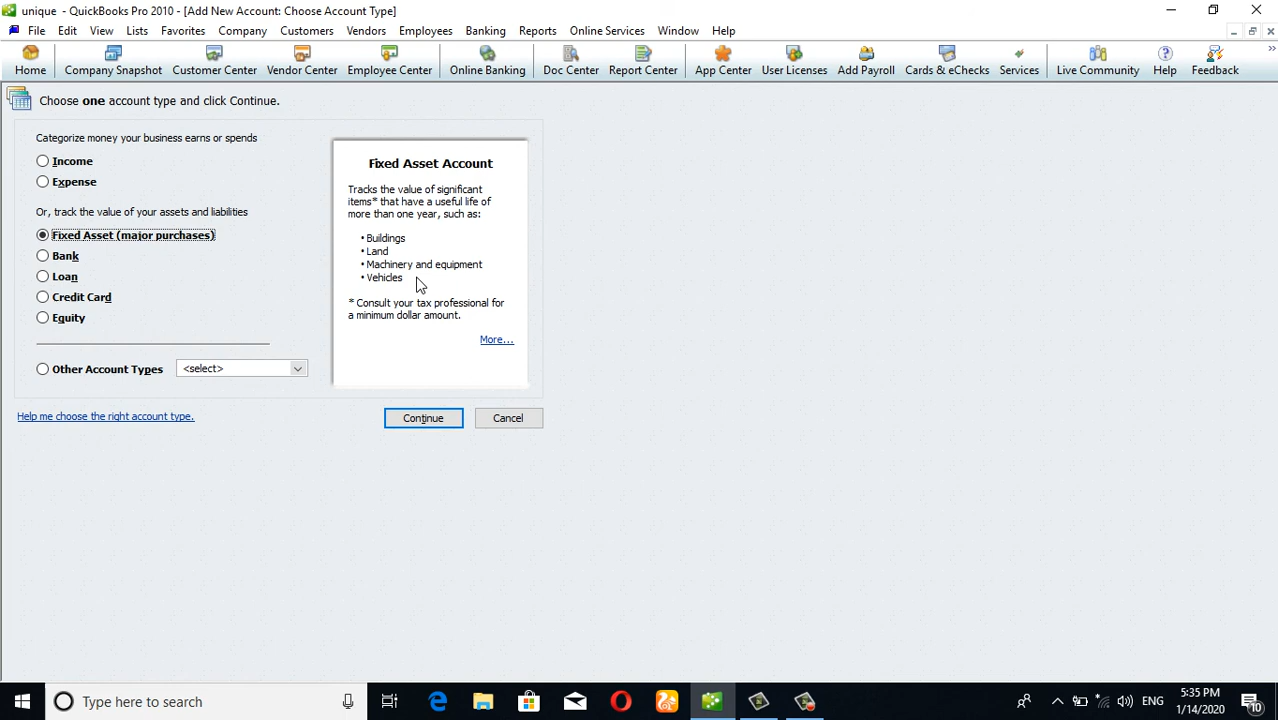 unique - QuickBooks Pro 2010 - [Add New Account: Choose Account Type]
File Edit View Lists Favorites Company Customers Vendors Employees Banking Reports Online Services Window Help
Home Company Snapshot Customer Center Vendor Center Employee Center Online Banking Doc Center Report Center App Center User Licenses Add Payroll Cards & eChecks Services Live Community Help Feedback
Choose one account type and click Continue.
Categorize money your business earns or spends
Income
Expense
Or, track the value of your assets and liabilities
Fixed Asset (major purchases)
Bank
Loan
Credit Card
Equity
Other Account Types <select>
Help me choose the right account type.
Fixed Asset Account
Tracks the value of significant
items* that have a useful life of
more than one year, such as:
• Buildings
• Land
• Machinery and equipment
• Vehicles
* Consult your tax professional for
a minimum dollar amount.
More...
Continue Cancel
Type here to search
ENG
5:35 PM
1/14/2020
10